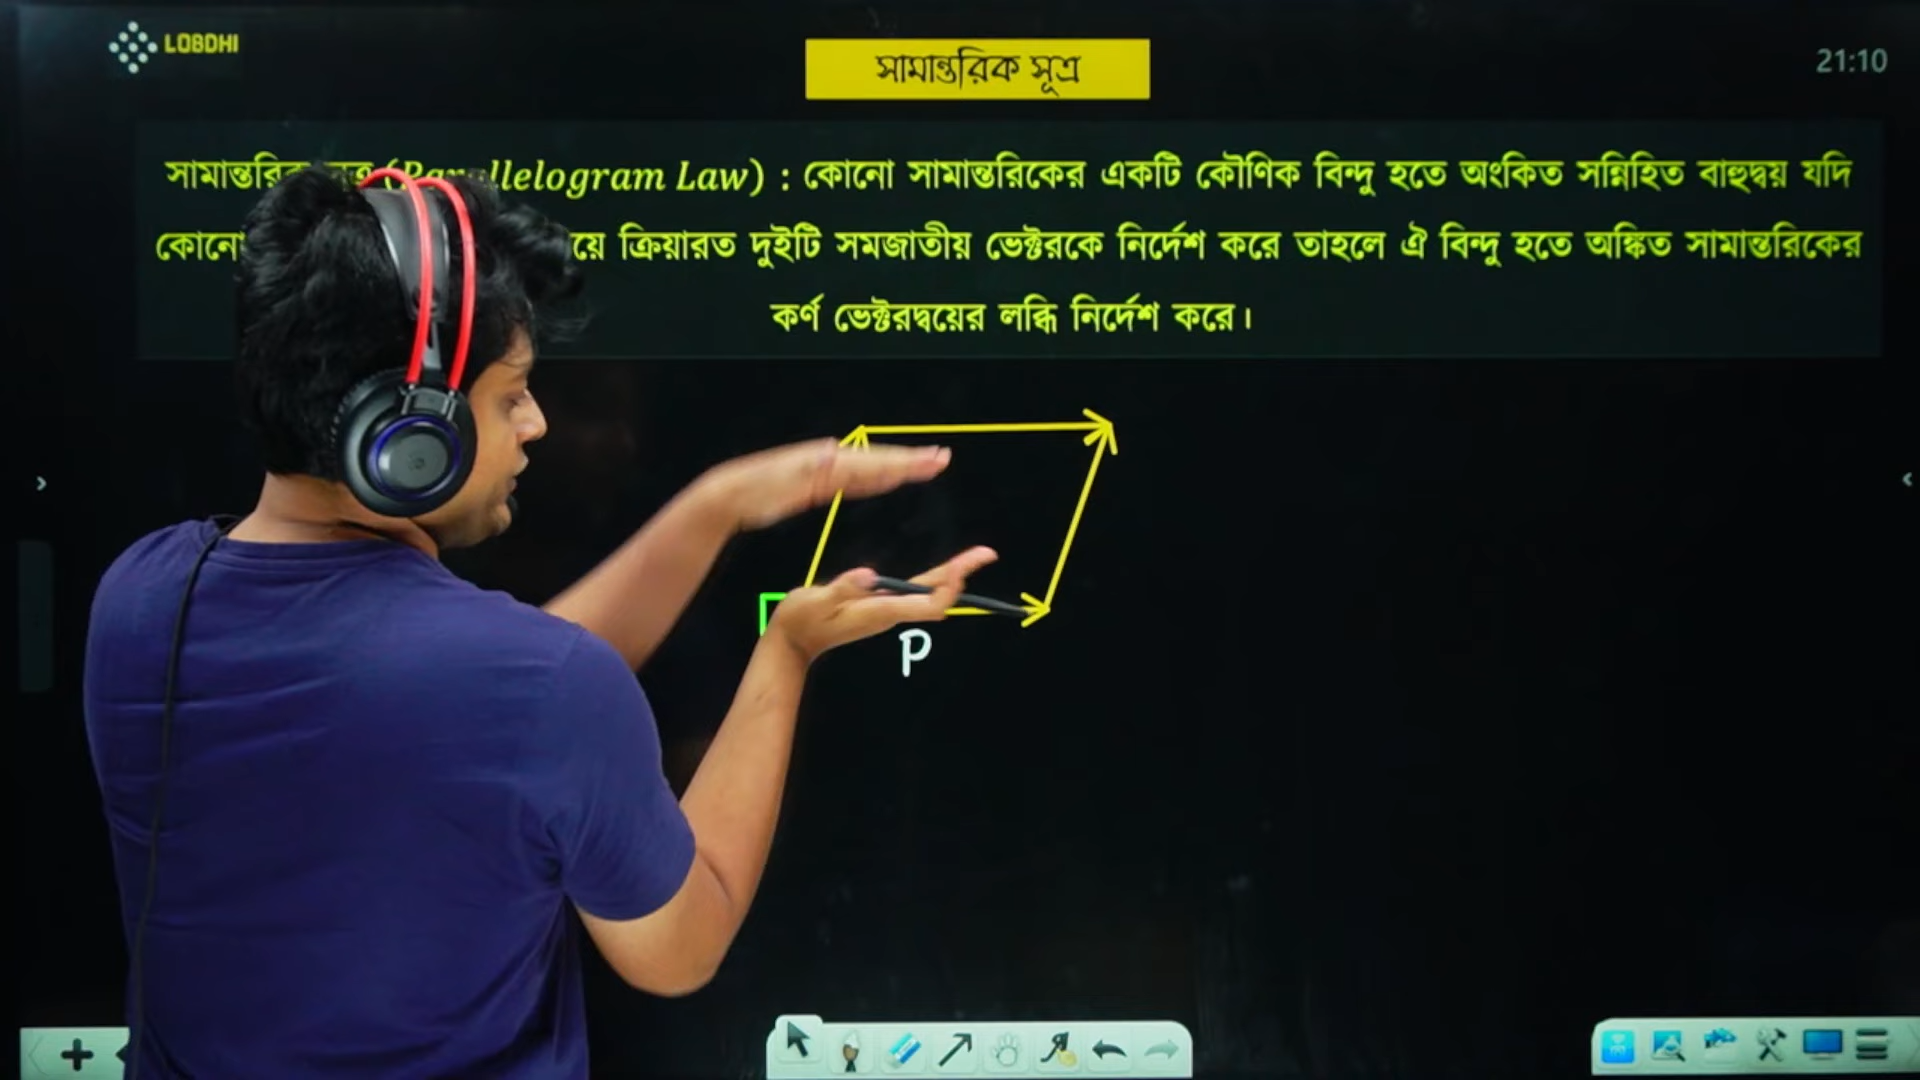 LOBDHI
সামান্তরিক সূত্র
21:10
(Parallelogram Law) : কোনো সামান্তরিকের একটি কৌণিক বিন্দু হতে অংকিত সন্নিহিত বাহুদ্বয় যদি
ক্রিয়ারত দুইটি সমজাতীয় ভেক্টরকে নির্দেশ করে তাহলে ঐ বিন্দু হতে অঙ্কিত সামান্তরিকের
কর্ণ ভেক্টরদ্বয়ের লব্ধি নির্দেশ করে।
P